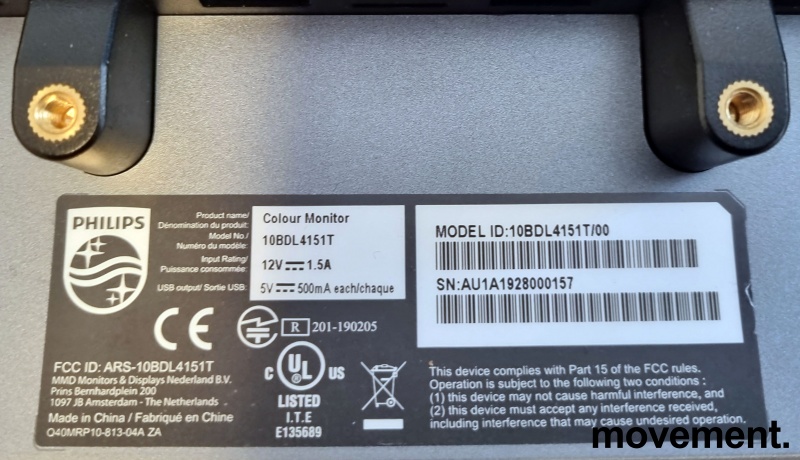 PHILIPS
Product name/ Colour Monitor
Dénomination du produit:
Model No./ 10BDL4151T
Numéro du modèle:
Input Rating/ 12V⎓1.5A
Puissance consommée:
USB output/ Sortie USB: 5V⎓500mA each/chaque
MODEL ID:10BDL4151T/00
SN:AU1A1928000157
CE
R 201-190205
FCC ID: ARS-10BDL4151T
MMD Monitors & Displays Nederland B.V.
Prins Bernhardplein 200
1097 JB Amsterdam - The Netherlands
Made in China / Fabriqué en Chine
Q40MRP10-813-04A ZA
C UL US
LISTED
I.T.E
E135689
This device complies with Part 15 of the FCC rules.
Operation is subject to the following two conditions :
(1) this device may not cause harmful interference, and
(2) this device must accept any interference received,
including interference that may cause undesired operation.
movement.